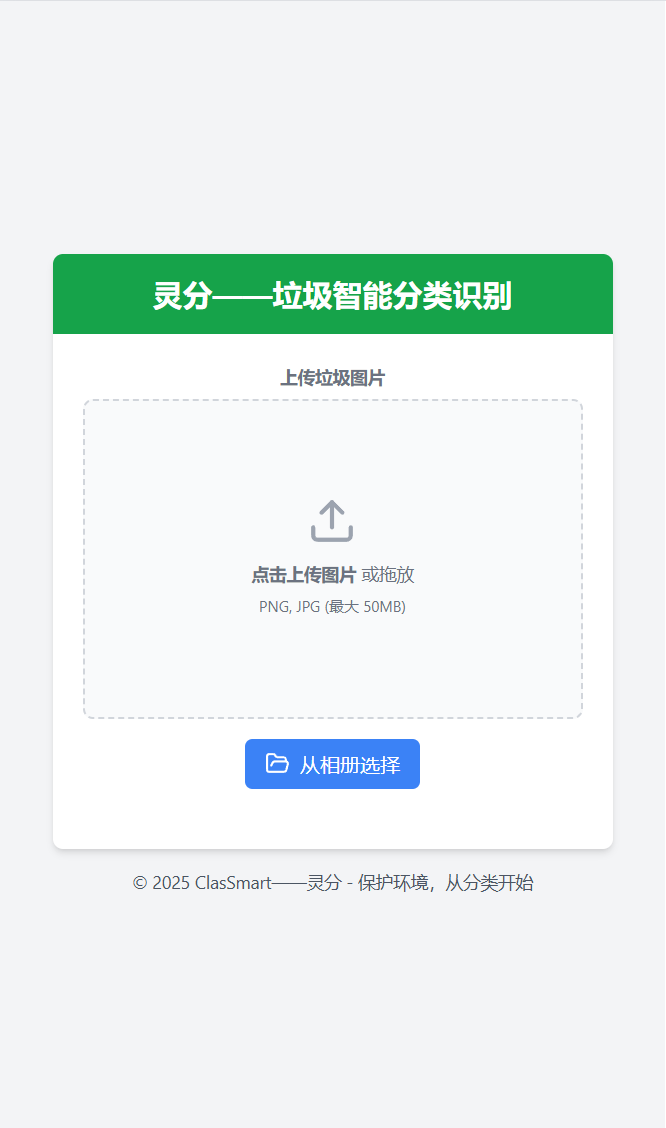 灵分——垃圾智能分类识别
上传垃圾图片
点击上传图片 或拖放
PNG, JPG (最大 50MB)
从相册选择
© 2025 ClasSmart——灵分 - 保护环境，从分类开始